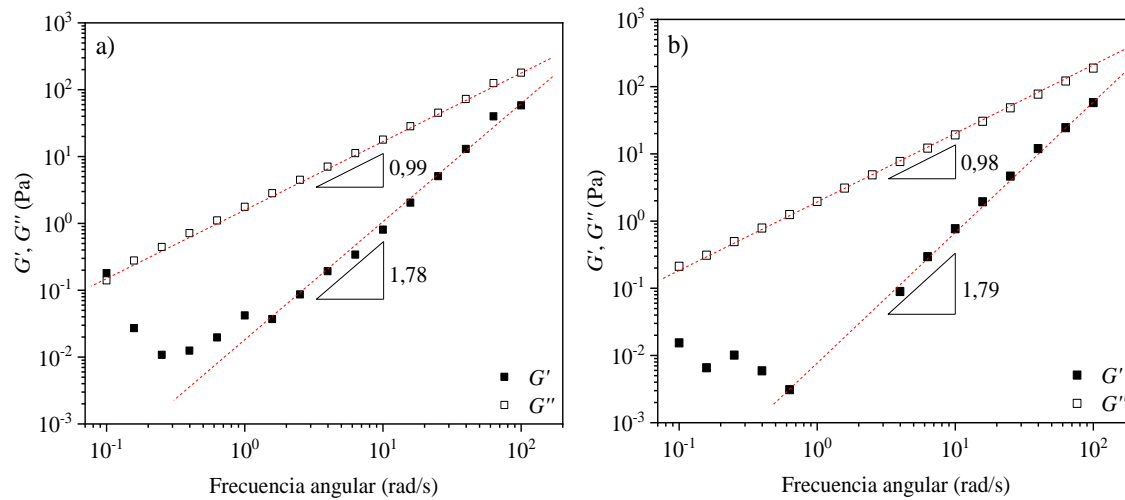 a)
10³
10²
10¹
10⁰
10⁻¹
10⁻²
10⁻³
G', G'' (Pa)
0,99
1,78
G'
G''
10⁻¹ 10⁰ 10¹ 10²
Frecuencia angular (rad/s)
b)
10³
10²
10¹
10⁰
10⁻¹
10⁻²
10⁻³
G', G'' (Pa)
0,98
1,79
G'
G''
10⁻¹ 10⁰ 10¹ 10²
Frecuencia angular (rad/s)